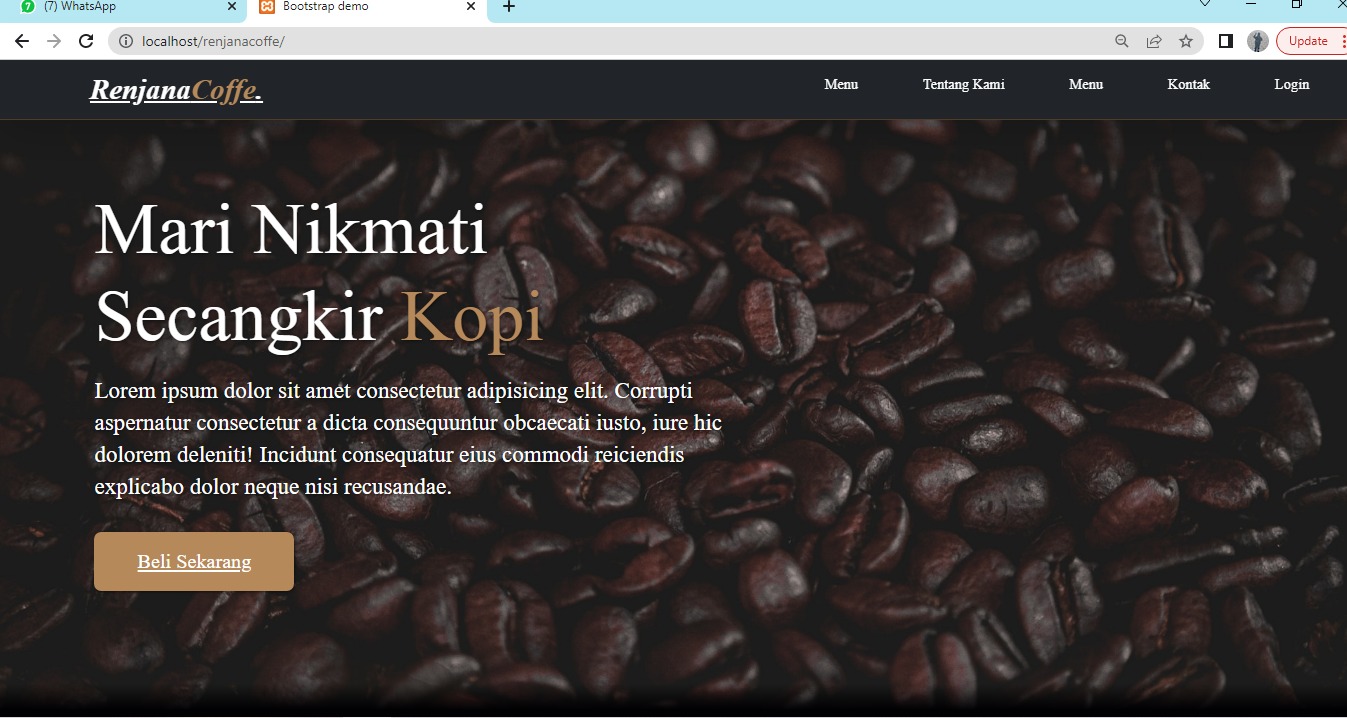 (7) WhatsApp
Bootstrap demo
localhost/renjanacoffe/
Update
RenjanaCoffe.
Menu
Tentang Kami
Menu
Kontak
Login
Mari Nikmati
Secangkir Kopi
Lorem ipsum dolor sit amet consectetur adipisicing elit. Corrupti
aspernatur consectetur a dicta consequuntur obcaecati iusto, iure hic
dolorem deleniti! Incidunt consequatur eius commodi reiciendis
explicabo dolor neque nisi recusandae.
Beli Sekarang